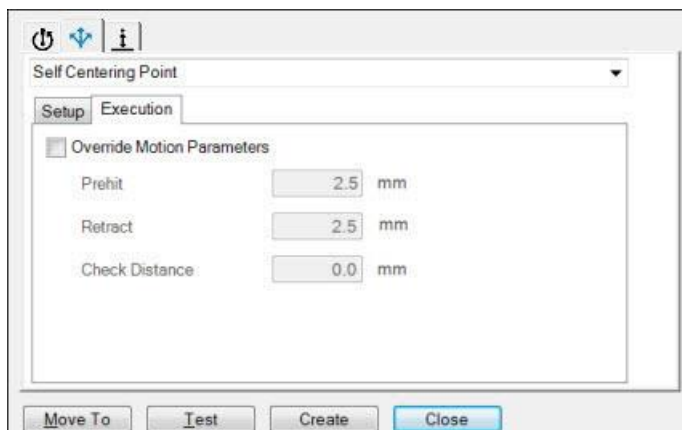 Self Centering Point
Setup Execution
Override Motion Parameters
Prehit 2.5 mm
Retract 2.5 mm
Check Distance 0.0 mm
Move To Test Create Close